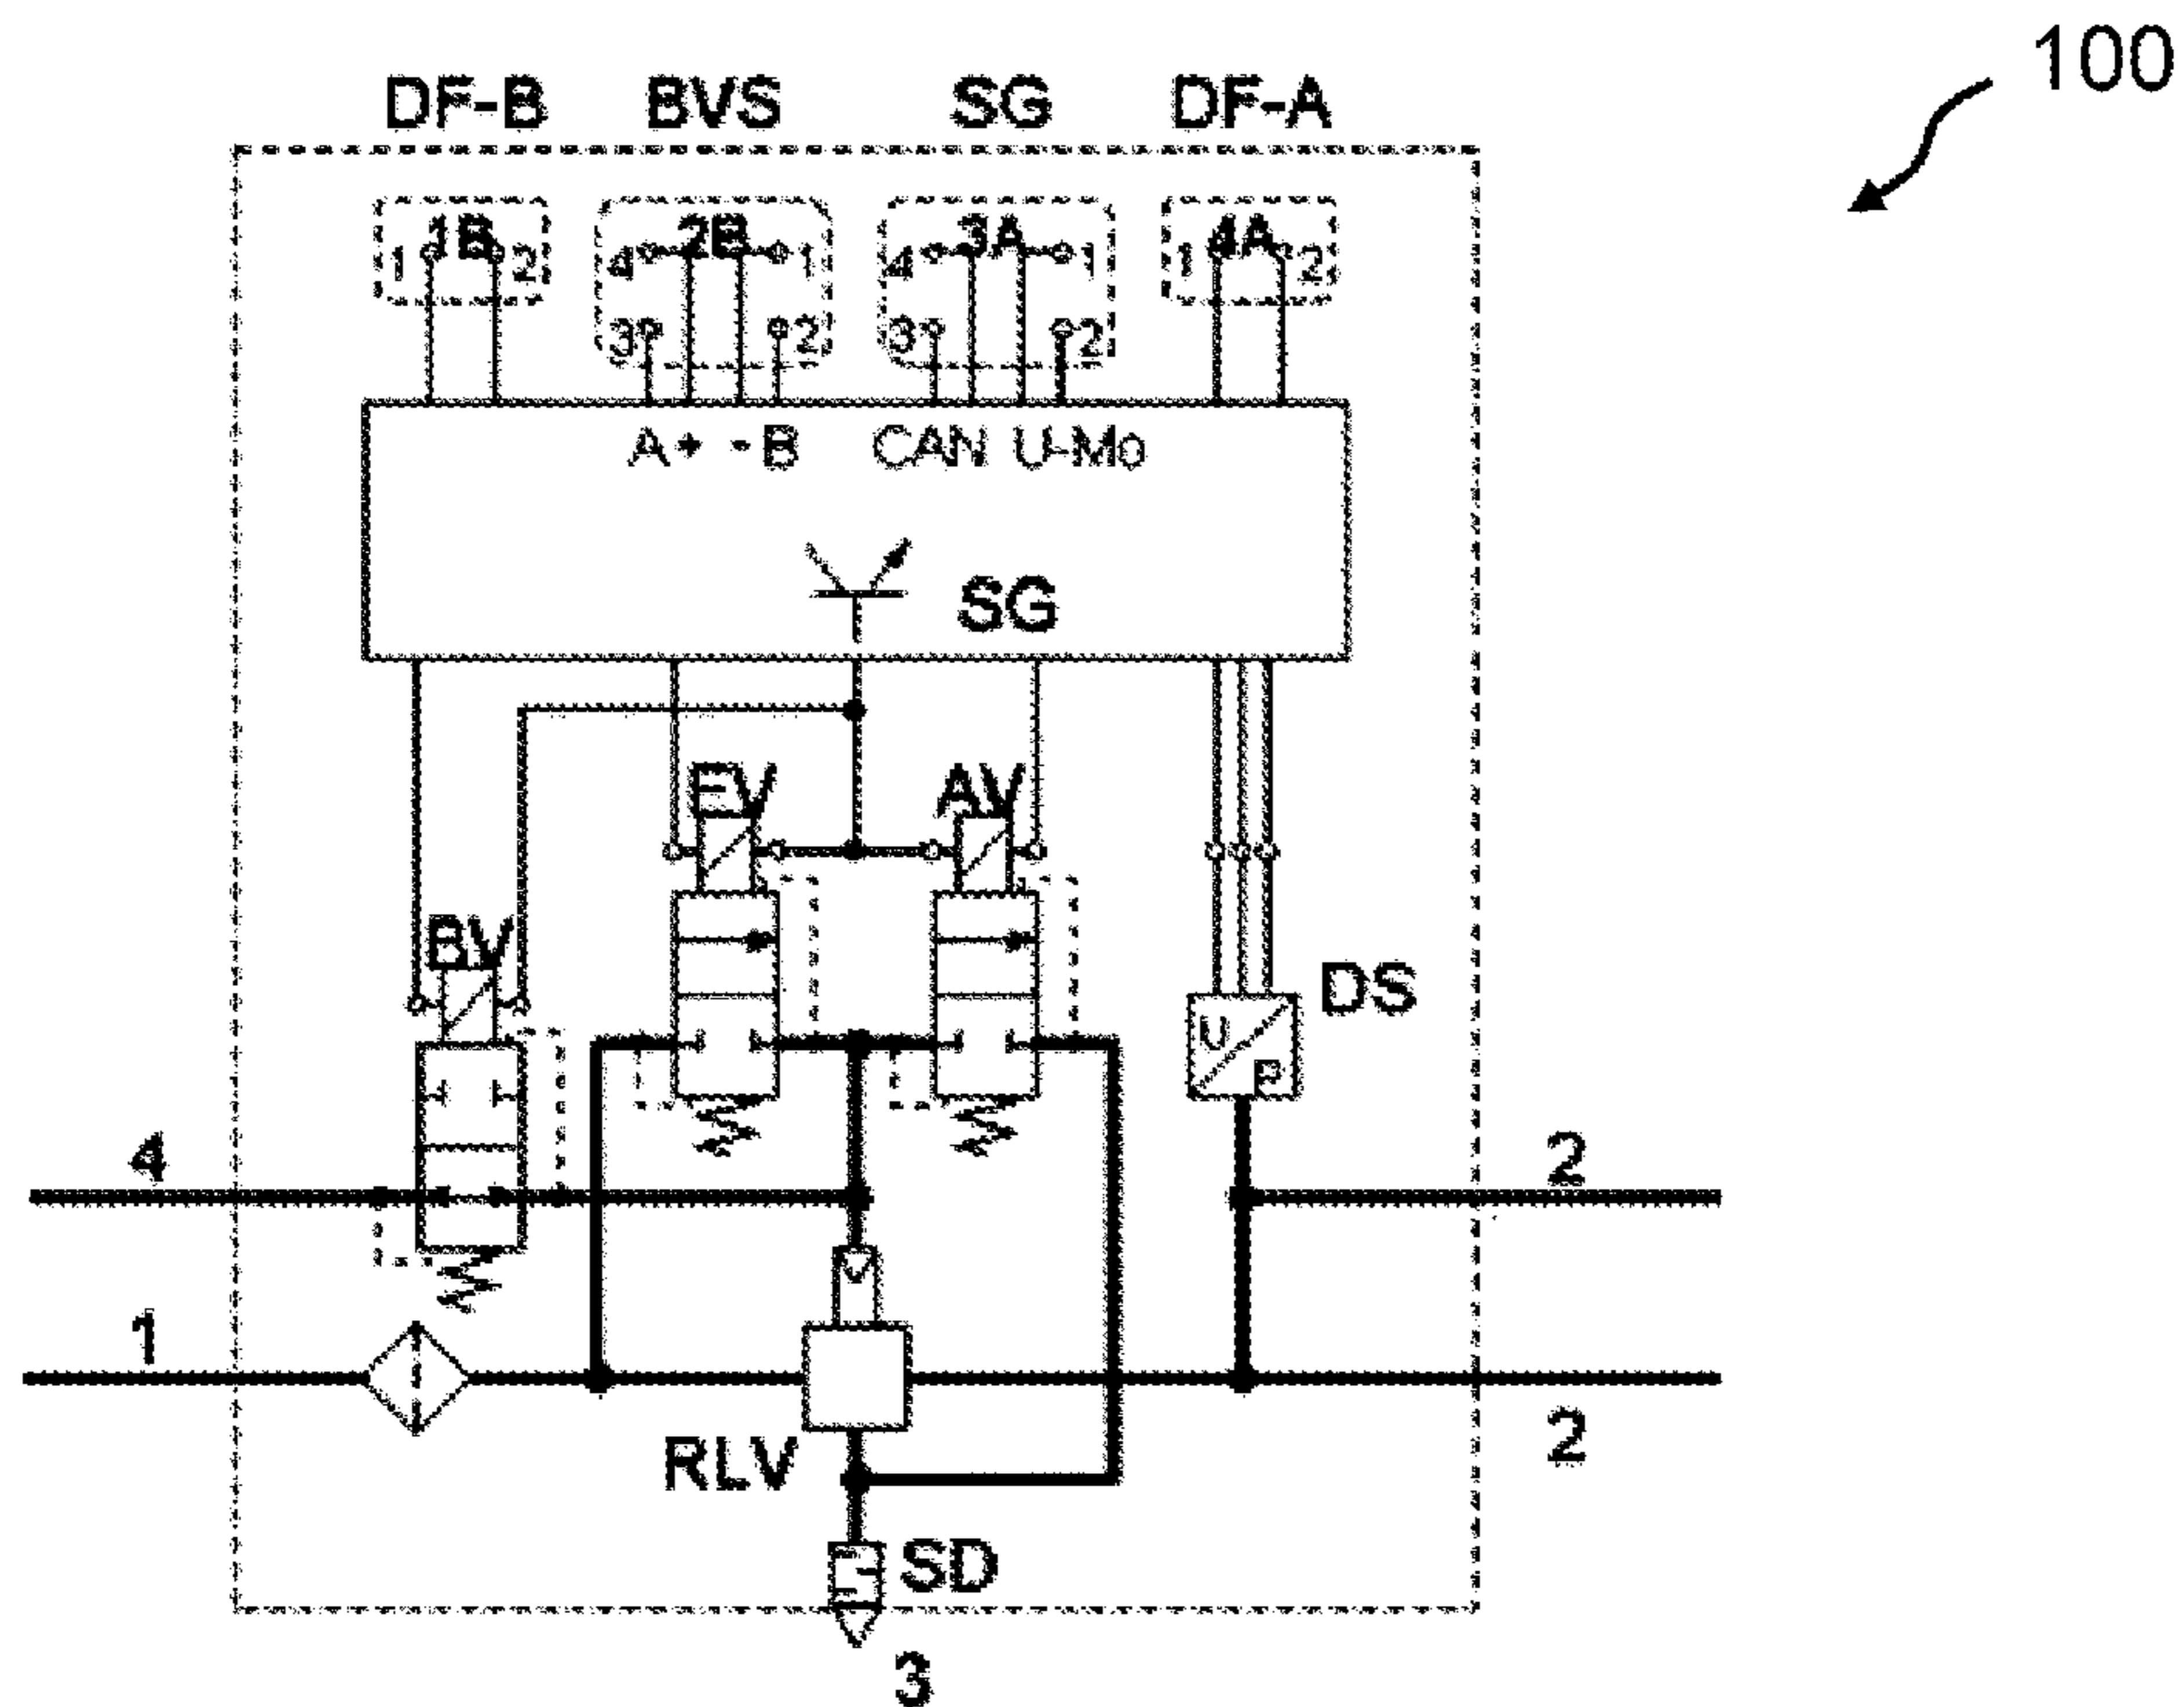 100
DF-B BVS SG DF-A
1B 2B 3A 4A
1 2 4 1 4 1 1 2
3 2 3 2
A + - B CAN U-Mo
SG
EV AV
BV
DS
U
P
4 2
1
2
RLV
SD
3